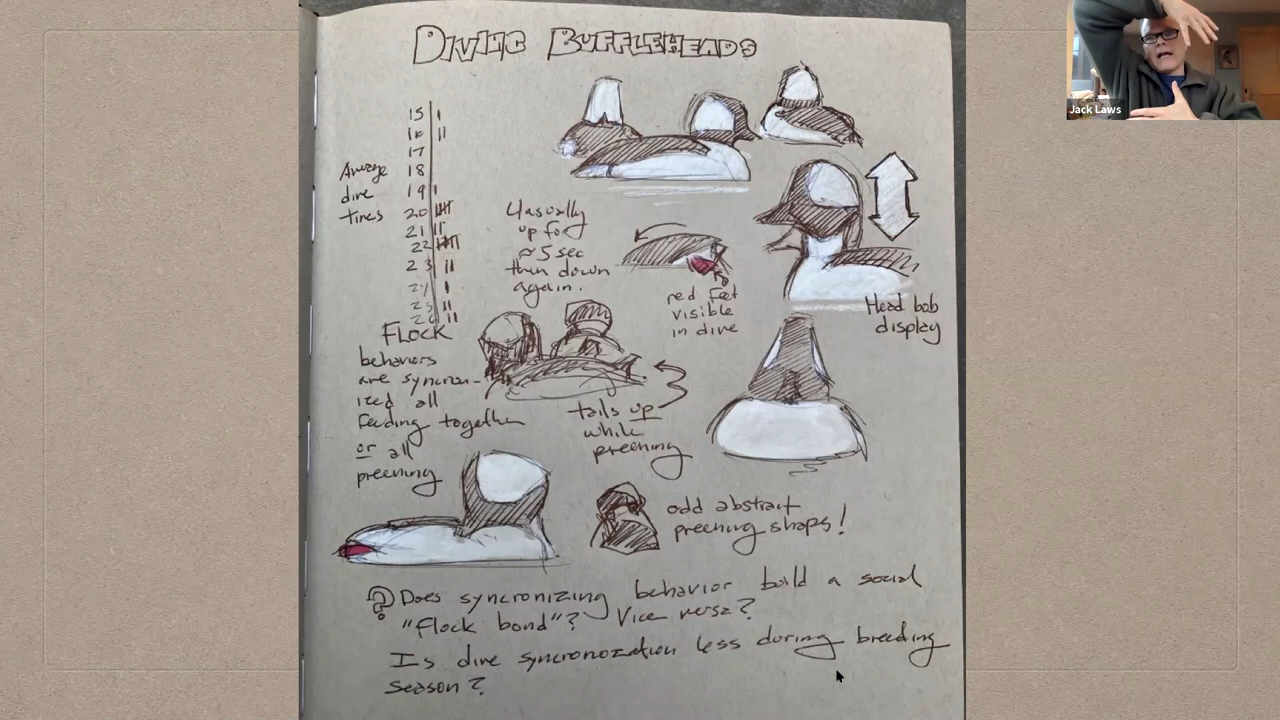 DIVING BUFFLEHEADS
Jack Laws
Average
dive
times
15
16
17
18
19
20
21
22
23
24
25
26
Usually
up for
≈5 sec
then down
again.
red feet
visible
in dive
Head bob
display
FLOCK
behaviors
are syncron-
ized all
feeding together
or all
preening
tails up
while
preening
odd abstract
preening shaps!
? Does syncronizing behavior build a social
"flock bond"? Vice versa?
Is dive syncronozation less during breeding
season?